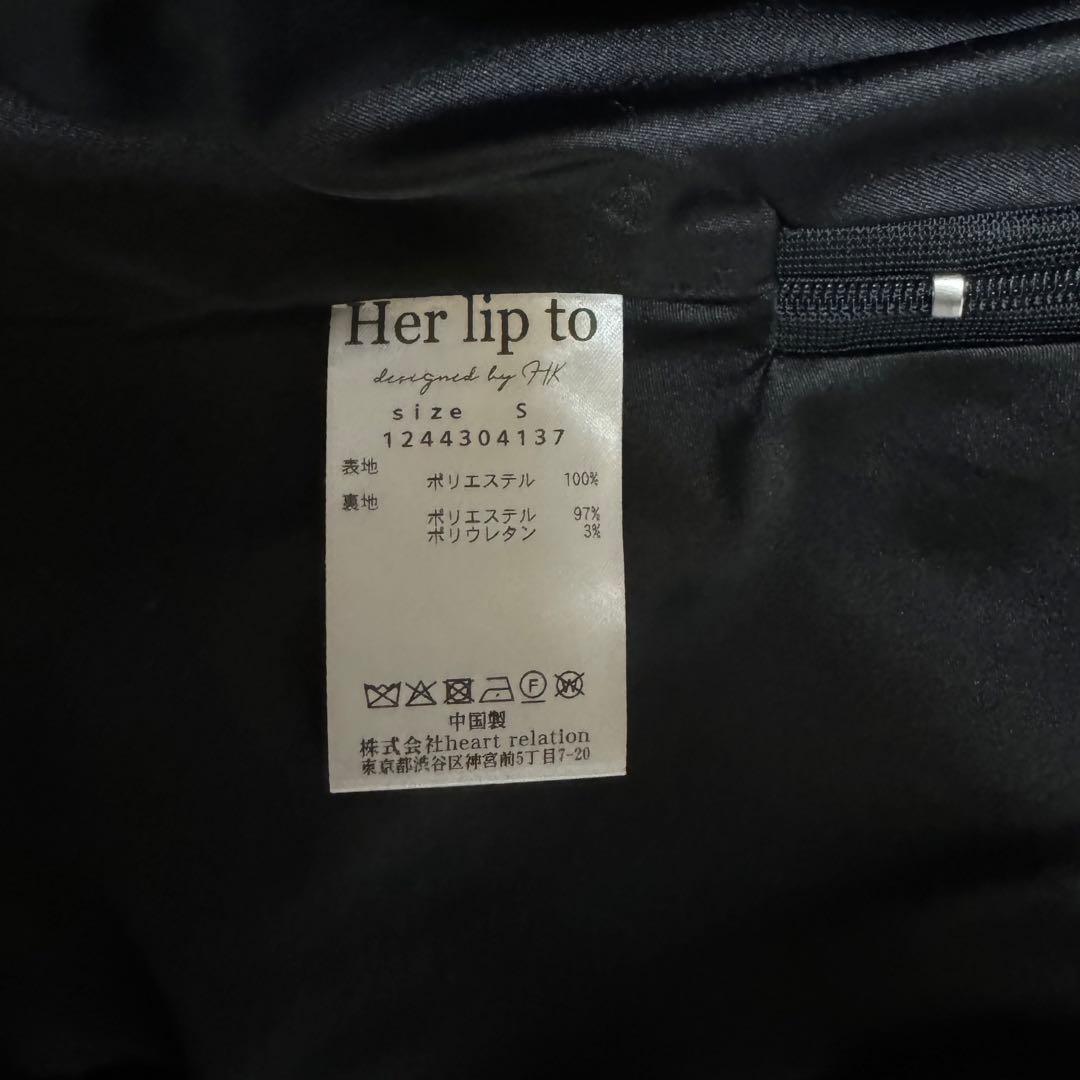 Her lip to
designed by HK
size S
1244304137
表地
ポリエステル 100%
裏地
ポリエステル 97%
ポリウレタン 3%
F W
中国製
株式会社heart relation
東京都渋谷区神宮前5丁目7-20